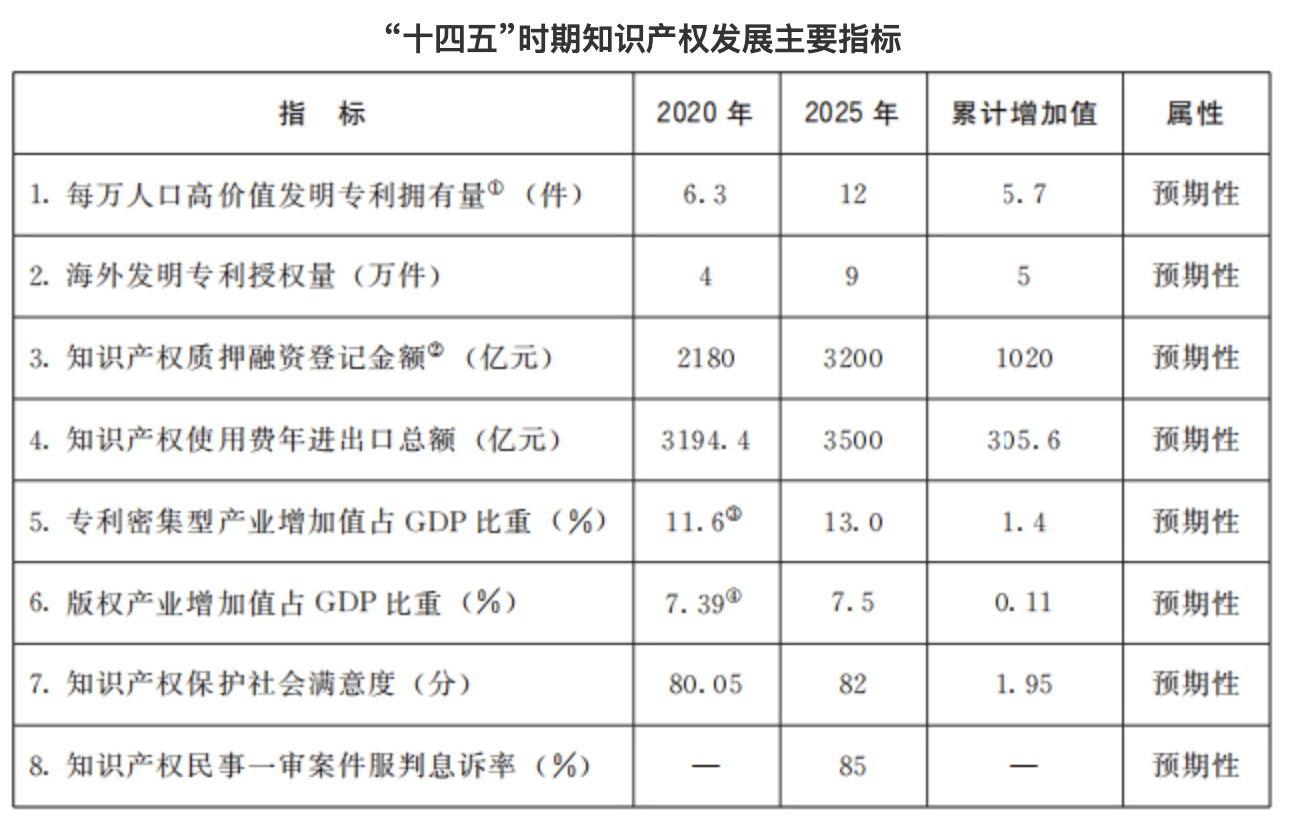 “十四五”时期知识产权发展主要指标
指 标 2020 年 2025 年 累计增加值 属性
1. 每万人口高价值发明专利拥有量①（件） 6.3 12 5.7 预期性
2. 海外发明专利授权量（万件） 4 9 5 预期性
3. 知识产权质押融资登记金额②（亿元） 2180 3200 1020 预期性
4. 知识产权使用费年进出口总额（亿元） 3194.4 3500 305.6 预期性
5. 专利密集型产业增加值占 GDP 比重（%） 11.6③ 13.0 1.4 预期性
6. 版权产业增加值占 GDP 比重（%） 7.39④ 7.5 0.11 预期性
7. 知识产权保护社会满意度（分） 80.05 82 1.95 预期性
8. 知识产权民事一审案件服判息诉率（%） — 85 — 预期性